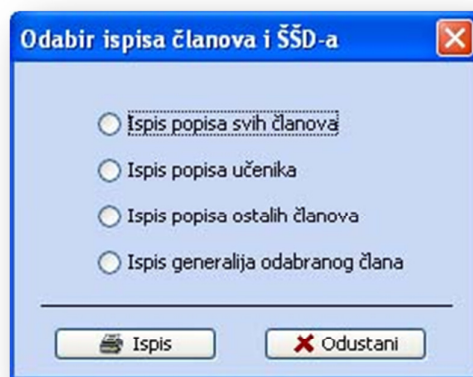 Odabir ispisa članova i ŠŠD-a
Ispis popisa svih članova
Ispis popisa učenika
Ispis popisa ostalih članova
Ispis generalija odabranog člana
Ispis
Odustani